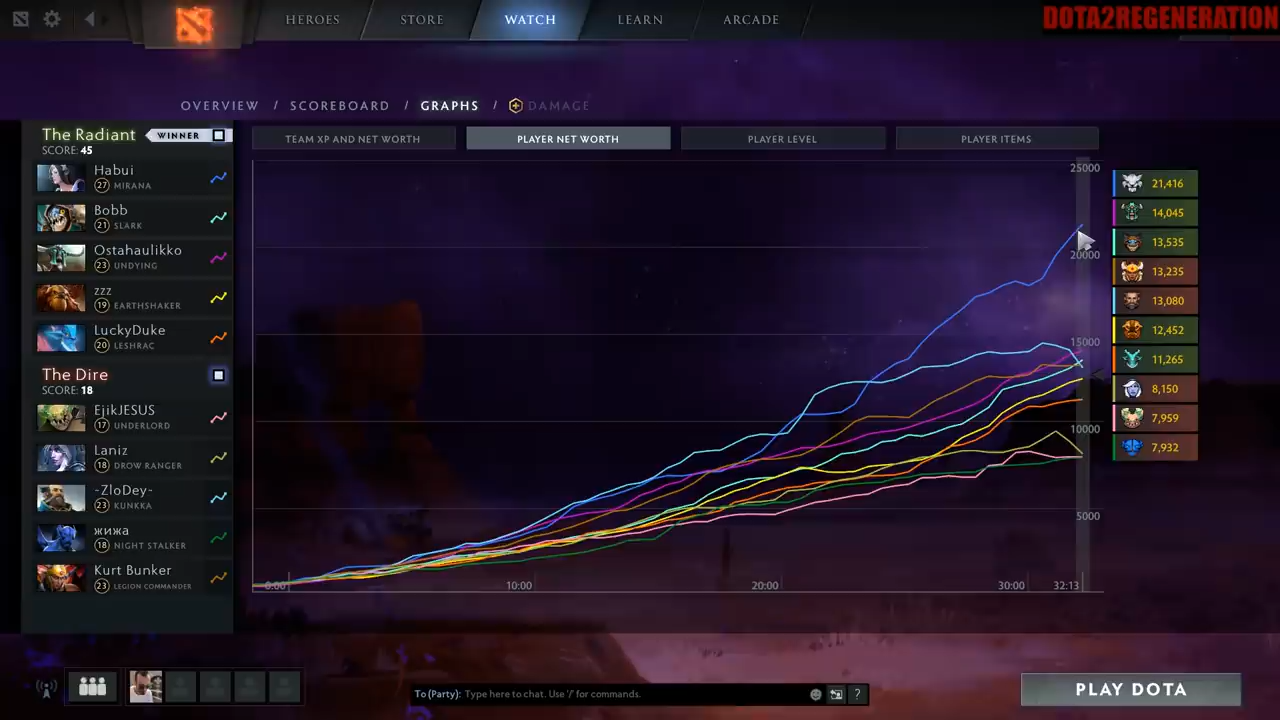 HEROES
STORE
WATCH
LEARN
ARCADE
DOTA2REGENERATION
OVERVIEW / SCOREBOARD / GRAPHS / DAMAGE
The Radiant WINNER
SCORE: 45
Habui
27 MIRANA
Bobb
21 SLARK
Ostahaulikko
23 UNDYING
zzz
19 EARTHSHAKER
LuckyDuke
20 LESHRAC
The Dire
SCORE: 18
EjikJESUS
17 UNDERLORD
Laniz
18 DROW RANGER
-ZloDey-
23 KUNKKA
жижа
18 NIGHT STALKER
Kurt Bunker
23 LEGION COMMANDER
TEAM XP AND NET WORTH
PLAYER NET WORTH
PLAYER LEVEL
PLAYER ITEMS
25000
20000
15000
10000
5000
0:00
10:00
20:00
30:00
32:13
21,416
14,045
13,535
13,235
13,080
12,452
11,265
8,150
7,959
7,932
To (Party): Type here to chat. Use '/' for commands.
?
PLAY DOTA